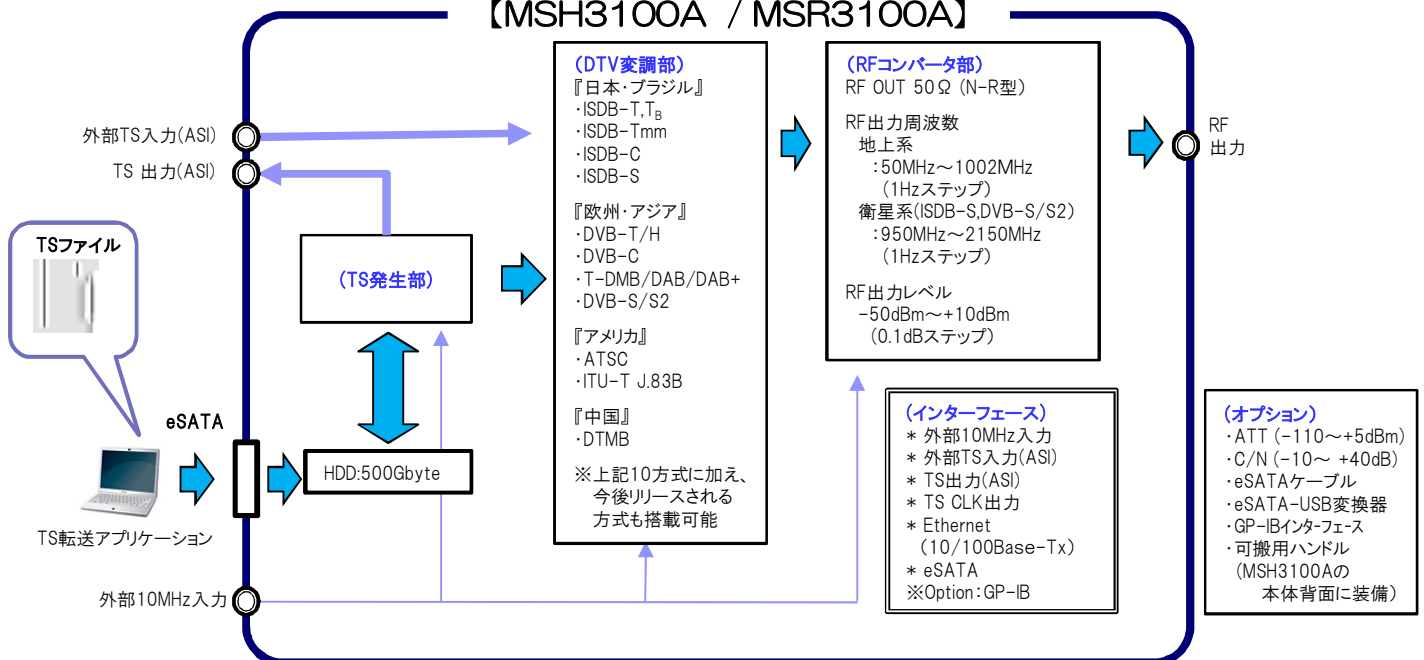 【MSH3100A / MSR3100A】
外部TS入力(ASI)
TS 出力(ASI)
TSファイル
eSATA
TS転送アプリケーション
外部10MHz入力
(TS発生部)
HDD:500Gbyte
(DTV変調部)
『日本・ブラジル』
・ISDB-T,TB
・ISDB-Tmm
・ISDB-C
・ISDB-S
『欧州・アジア』
・DVB-T/H
・DVB-C
・T-DMB/DAB/DAB+
・DVB-S/S2
『アメリカ』
・ATSC
・ITU-T J.83B
『中国』
・DTMB
※上記10方式に加え、
今後リリースされる
方式も搭載可能
(RFコンバータ部)
RF OUT 50Ω (N-R型)
RF出力周波数
地上系
:50MHz～1002MHz
(1Hzステップ)
衛星系(ISDB-S,DVB-S/S2)
:950MHz～2150MHz
(1Hzステップ)
RF出力レベル
-50dBm～+10dBm
(0.1dBステップ)
RF
出力
(インターフェース)
* 外部10MHz入力
* 外部TS入力(ASI)
* TS出力(ASI)
* TS CLK出力
* Ethernet
(10/100Base-Tx)
* eSATA
※Option:GP-IB
(オプション)
・ATT (-110～+5dBm)
・C/N (-10～ +40dB)
・eSATAケーブル
・eSATA-USB変換器
・GP-IBインターフェース
・可搬用ハンドル
(MSH3100Aの
本体背面に装備)